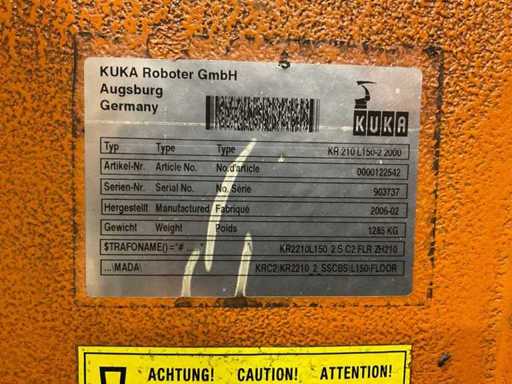 KUKA Roboter GmbH
Augsburg
Germany
KUKA
Typ Type Type KR 210 L150-2 2000
Artikel-Nr. Article No. No.d'article 0000122542
Serien-Nr. Serial No. No. Série 903737
Hergestellt Manufactured Fabriqué 2006-02
Gewicht Weight Poids 1285 KG
$TRAFONAME()="# ....." KR2210L150_2 S C2 FLR ZH210
...\MADA\ KRC2\KR2210_2_SSCBS\L150\FLOOR
ACHTUNG! CAUTION! ATTENTION!